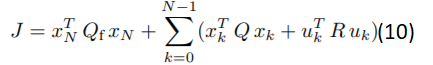 J = x_N^T Q_f x_N + \sum_{k=0}^{N-1} (x_k^T Q x_k + u_k^T R u_k)(10)